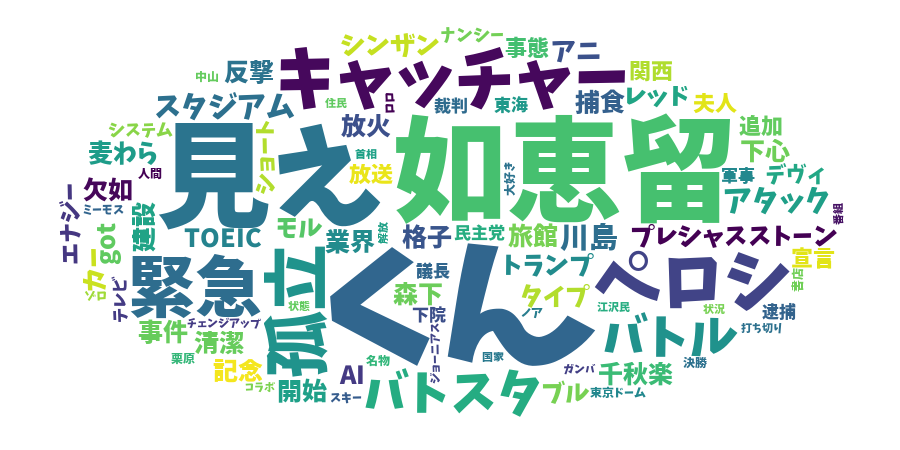 ナンシー
シンザン
事態
アニ
キャッチャー
中山
反撃
関西
スタジアム
住民
品
裁判
東海
捕食
レッド
夫人
システム
ショート
放火
追加
麦わら
見え
首相
如恵留
下心
人間
放送
大好き
軍事
デヴィ
欠如
アタック
番組
エナジー
ミーモス
got
建設
TOEIC
モル
業界
解放
格子
民主党
旅館
川島
プレシャスストーン
カー
沼
テレビ
緊急
孤立
くん
議長
トランプ
ペロシ
宣言
老店
状態
森下
下院
タイプ
ノア
江沢民
状況
逮捕
事件
チェンジアップ
清潔
バトル
打ち切り
栗原
記念
コラボ
開始
スキー
AI
名物
ジョーニアス
国家
ガンバ
千秋楽
決勝
バトスタ
ブル
東京ドーム